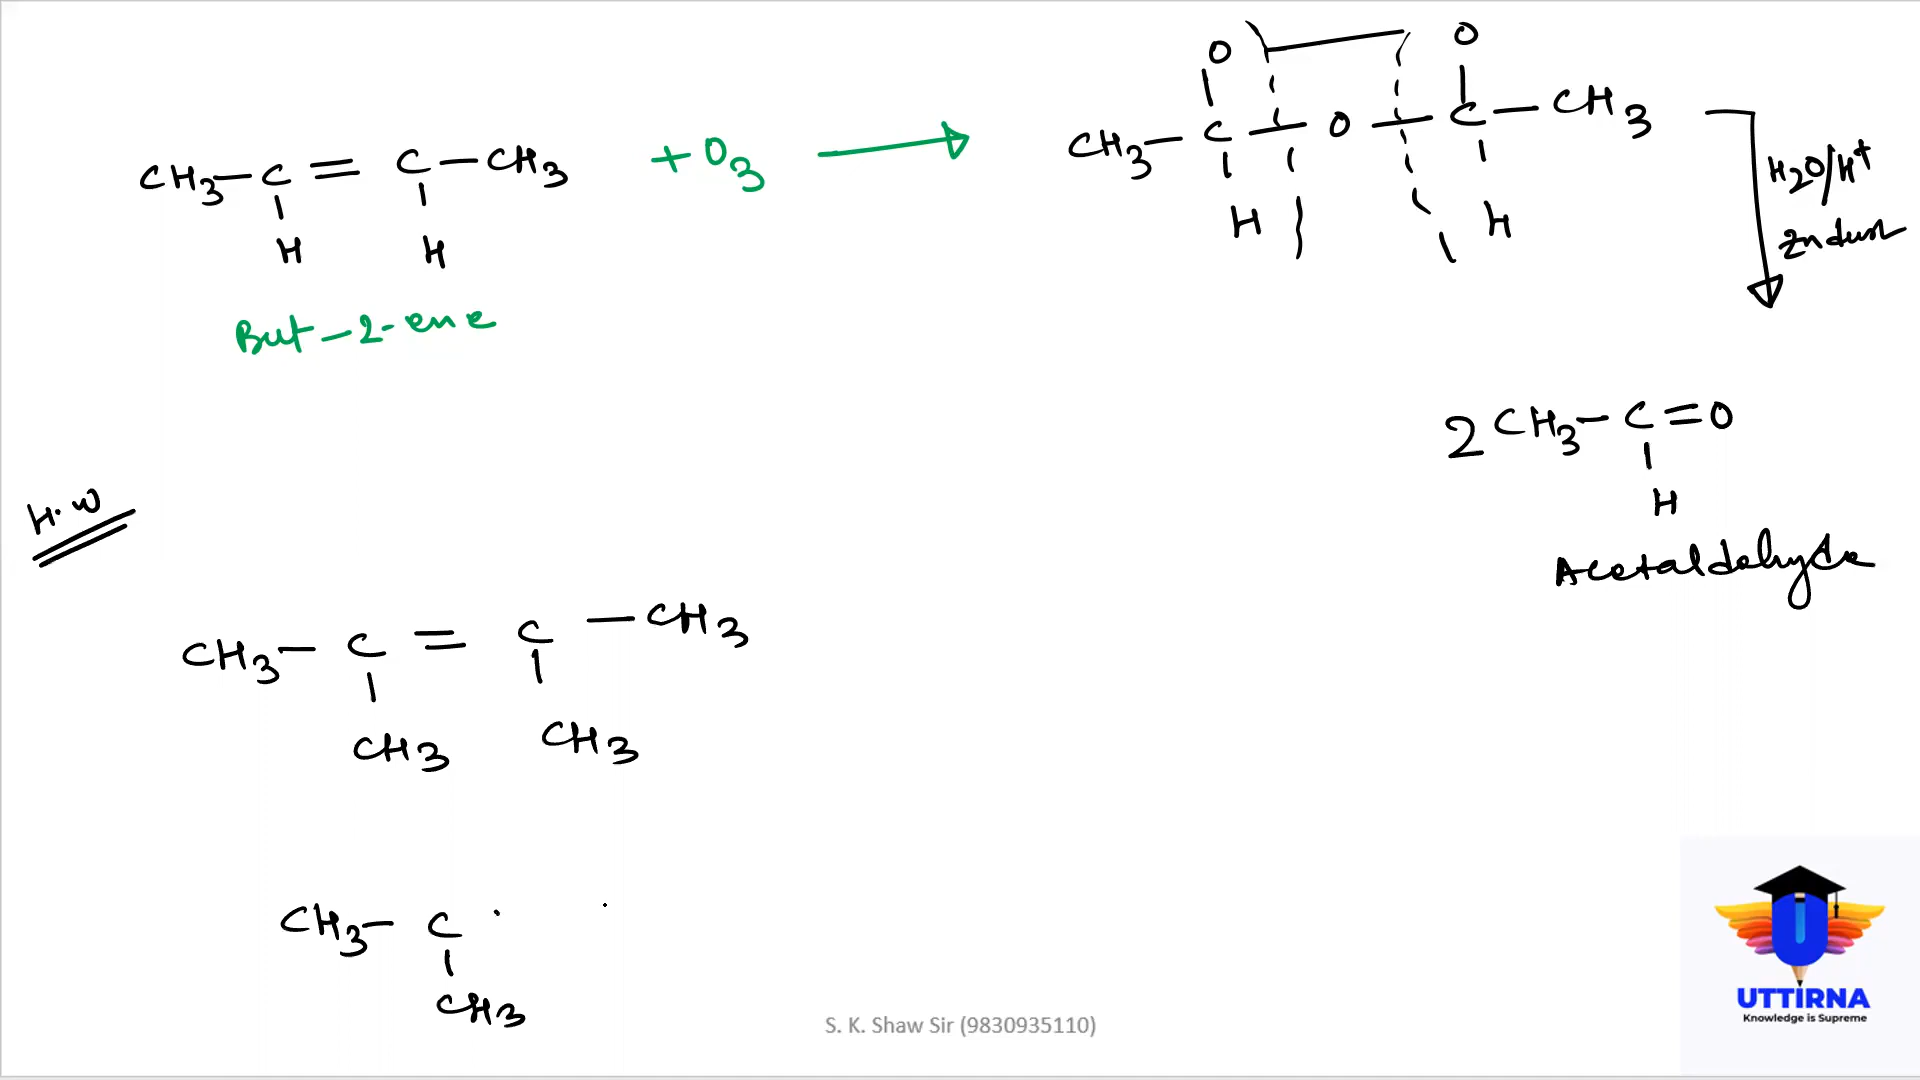 CH3-C=C-CH3 +O3
H H
But-2-ene
O O
CH3-C-O-C-CH3
H H
H2O/H+
Zn dust
2CH3-C=O
H
Acetaldehyde
H.W
CH3-C=C-CH3
CH3 CH3
CH3-C
CH3
S. K. Shaw Sir (9830935110)
UTTIRNA
Knowledge is Supreme